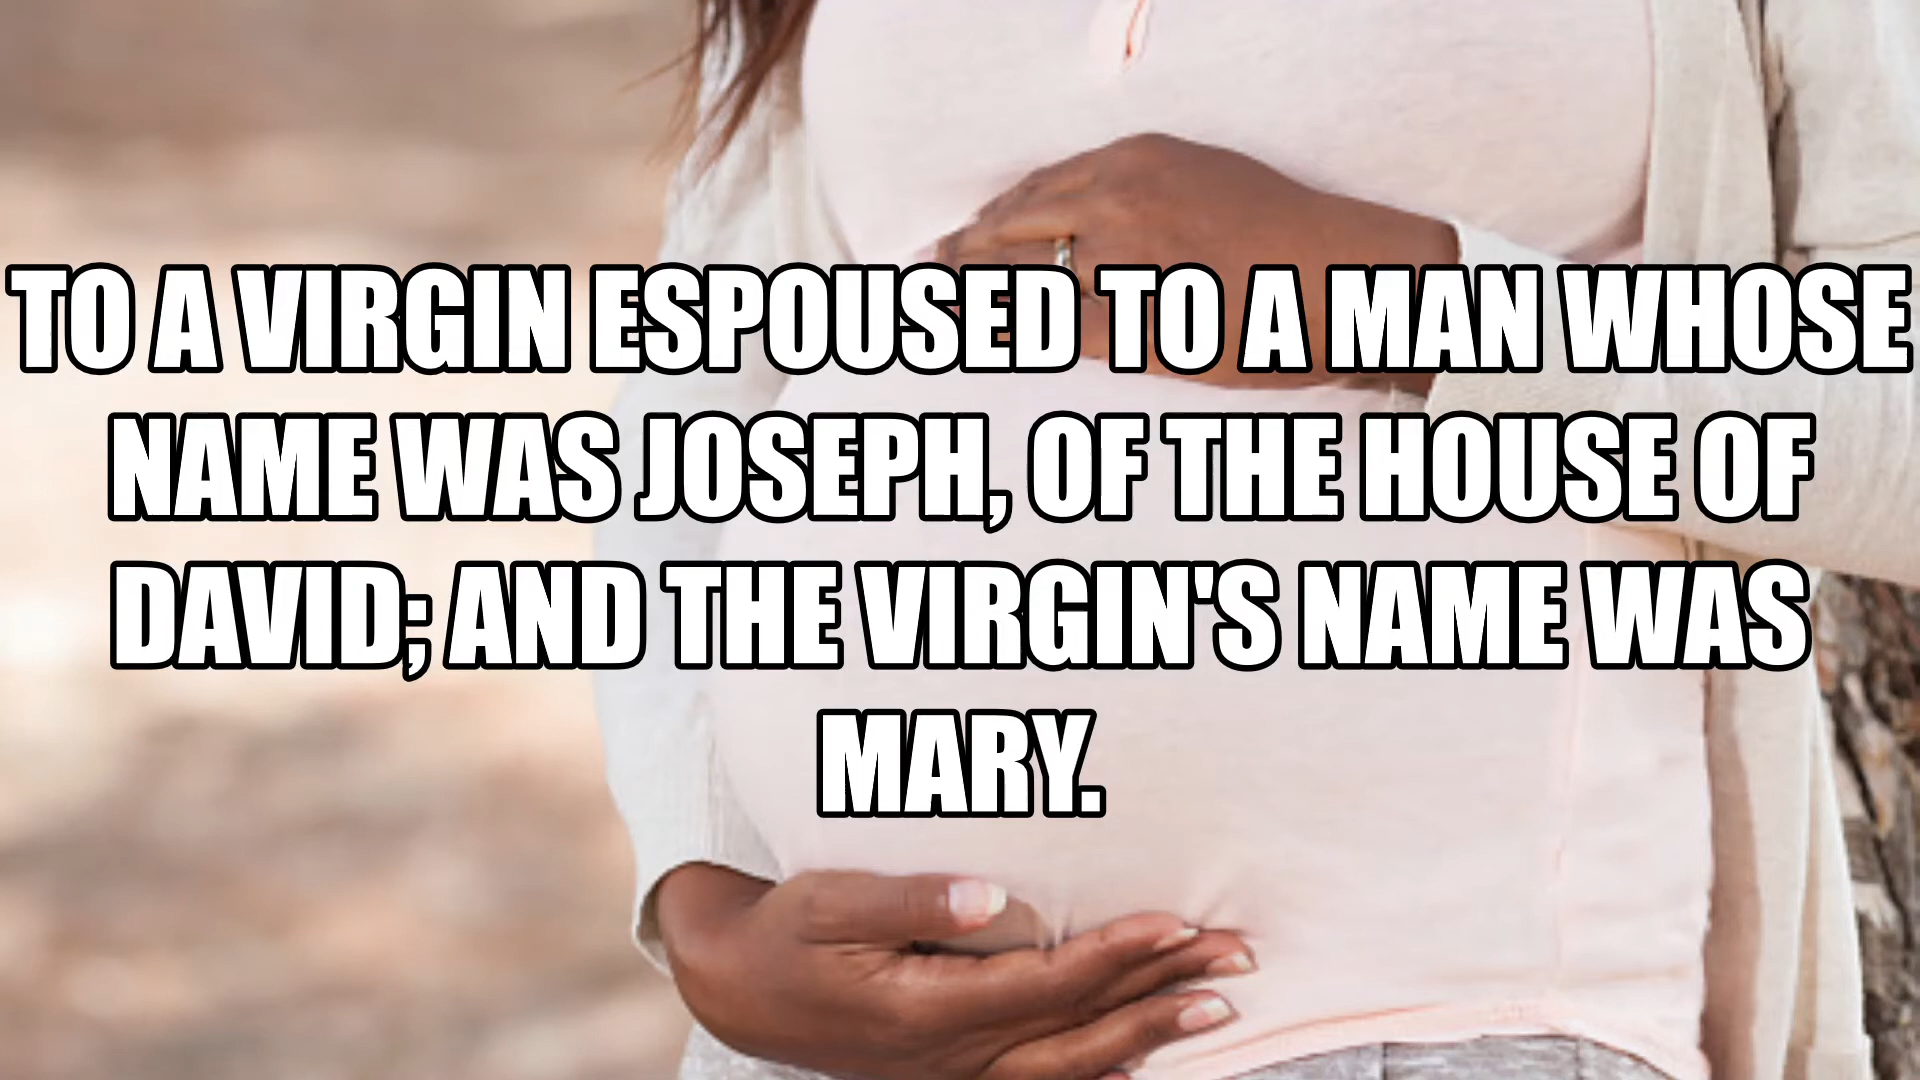 TO A VIRGIN ESPOUSED TO A MAN WHOSE
NAME WAS JOSEPH, OF THE HOUSE OF
DAVID; AND THE VIRGIN'S NAME WAS
MARY.